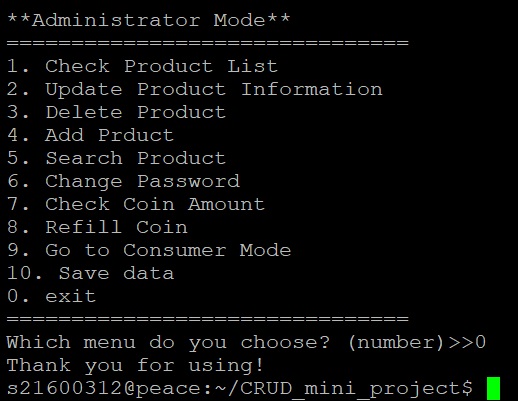 **Administrator Mode**
===============================
1. Check Product List
2. Update Product Information
3. Delete Product
4. Add Prduct
5. Search Product
6. Change Password
7. Check Coin Amount
8. Refill Coin
9. Go to Consumer Mode
10. Save data
0. exit
===============================
Which menu do you choose? (number)>>0
Thank you for using!
s21600312@peace:~/CRUD_mini_project$